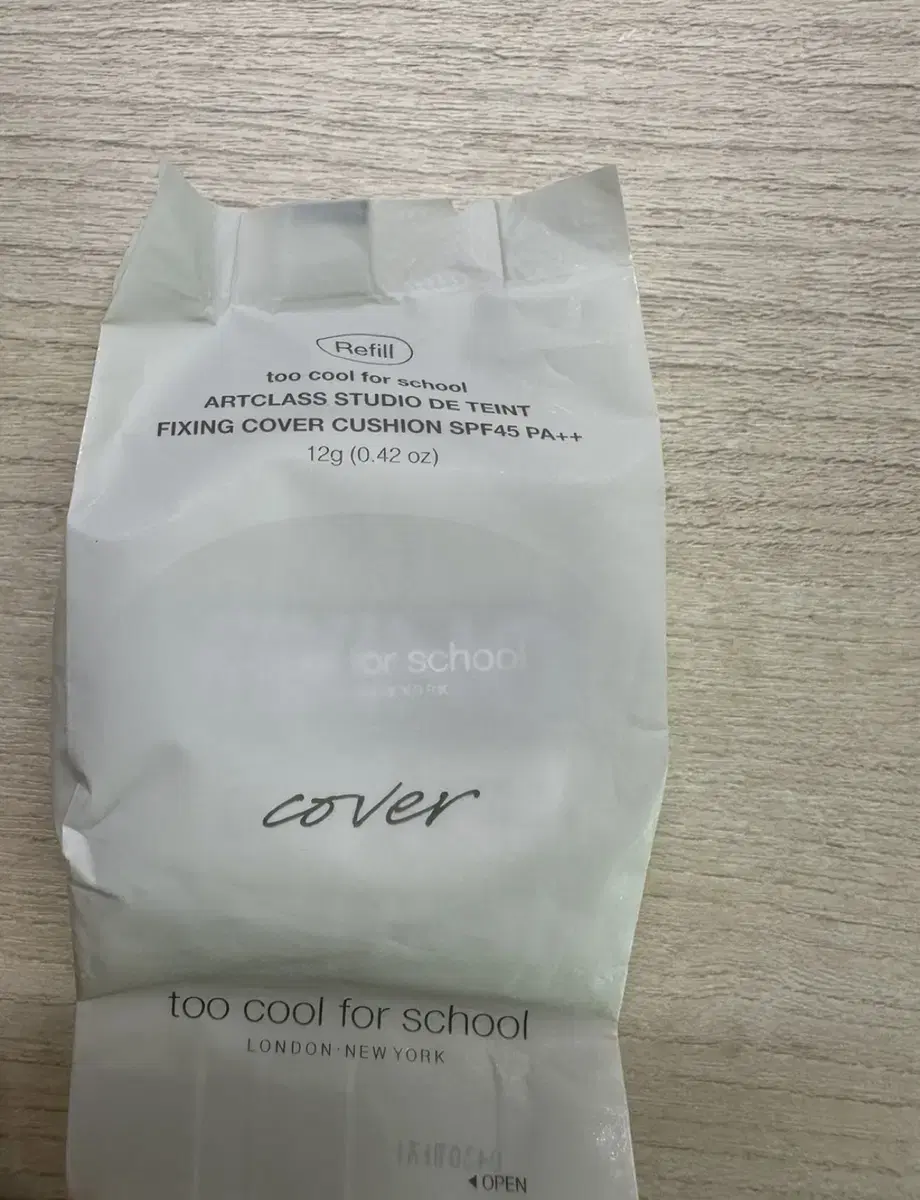 Refill
too cool for school
ARTCLASS STUDIO DE TEINT
FIXING COVER CUSHION SPF45 PA++
12g (0.42 oz)
for school
YORK
cover
too cool for school
LONDON·NEW YORK
◀OPEN